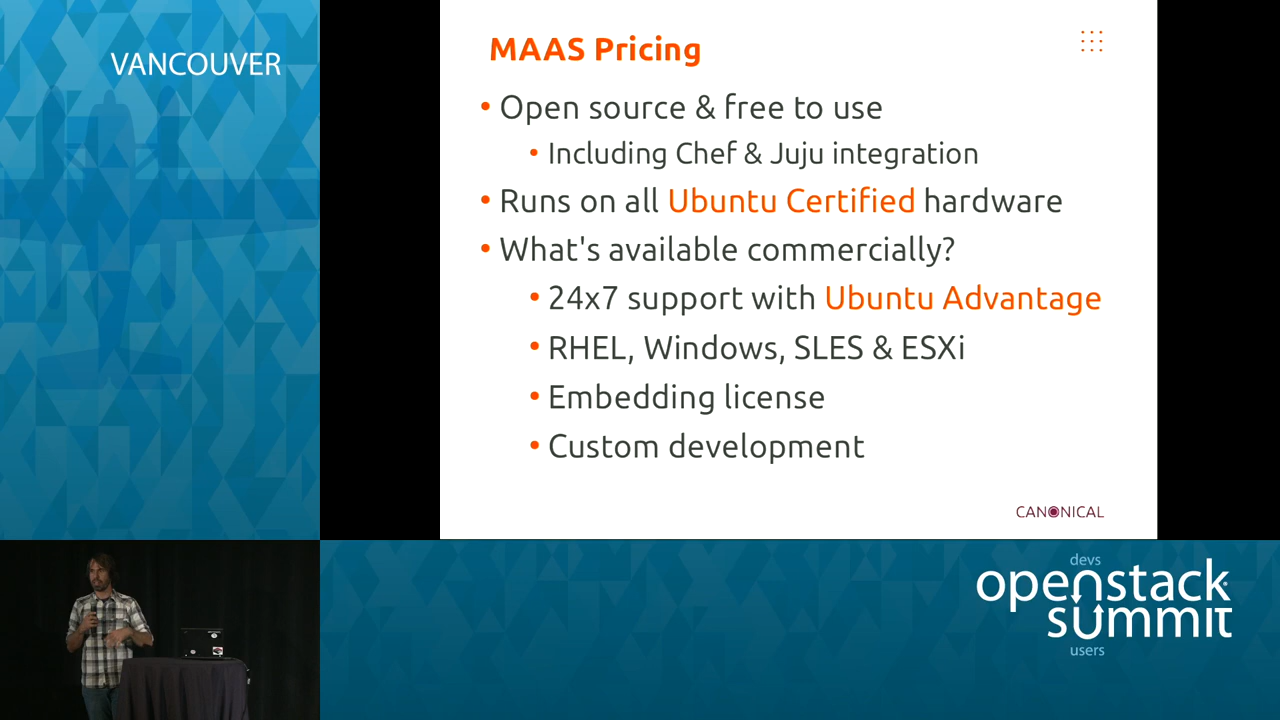 VANCOUVER
MAAS Pricing
• Open source & free to use
• Including Chef & Juju integration
• Runs on all Ubuntu Certified hardware
• What's available commercially?
• 24x7 support with Ubuntu Advantage
• RHEL, Windows, SLES & ESXi
• Embedding license
• Custom development
CANONICAL
devs
openstack
summit
users